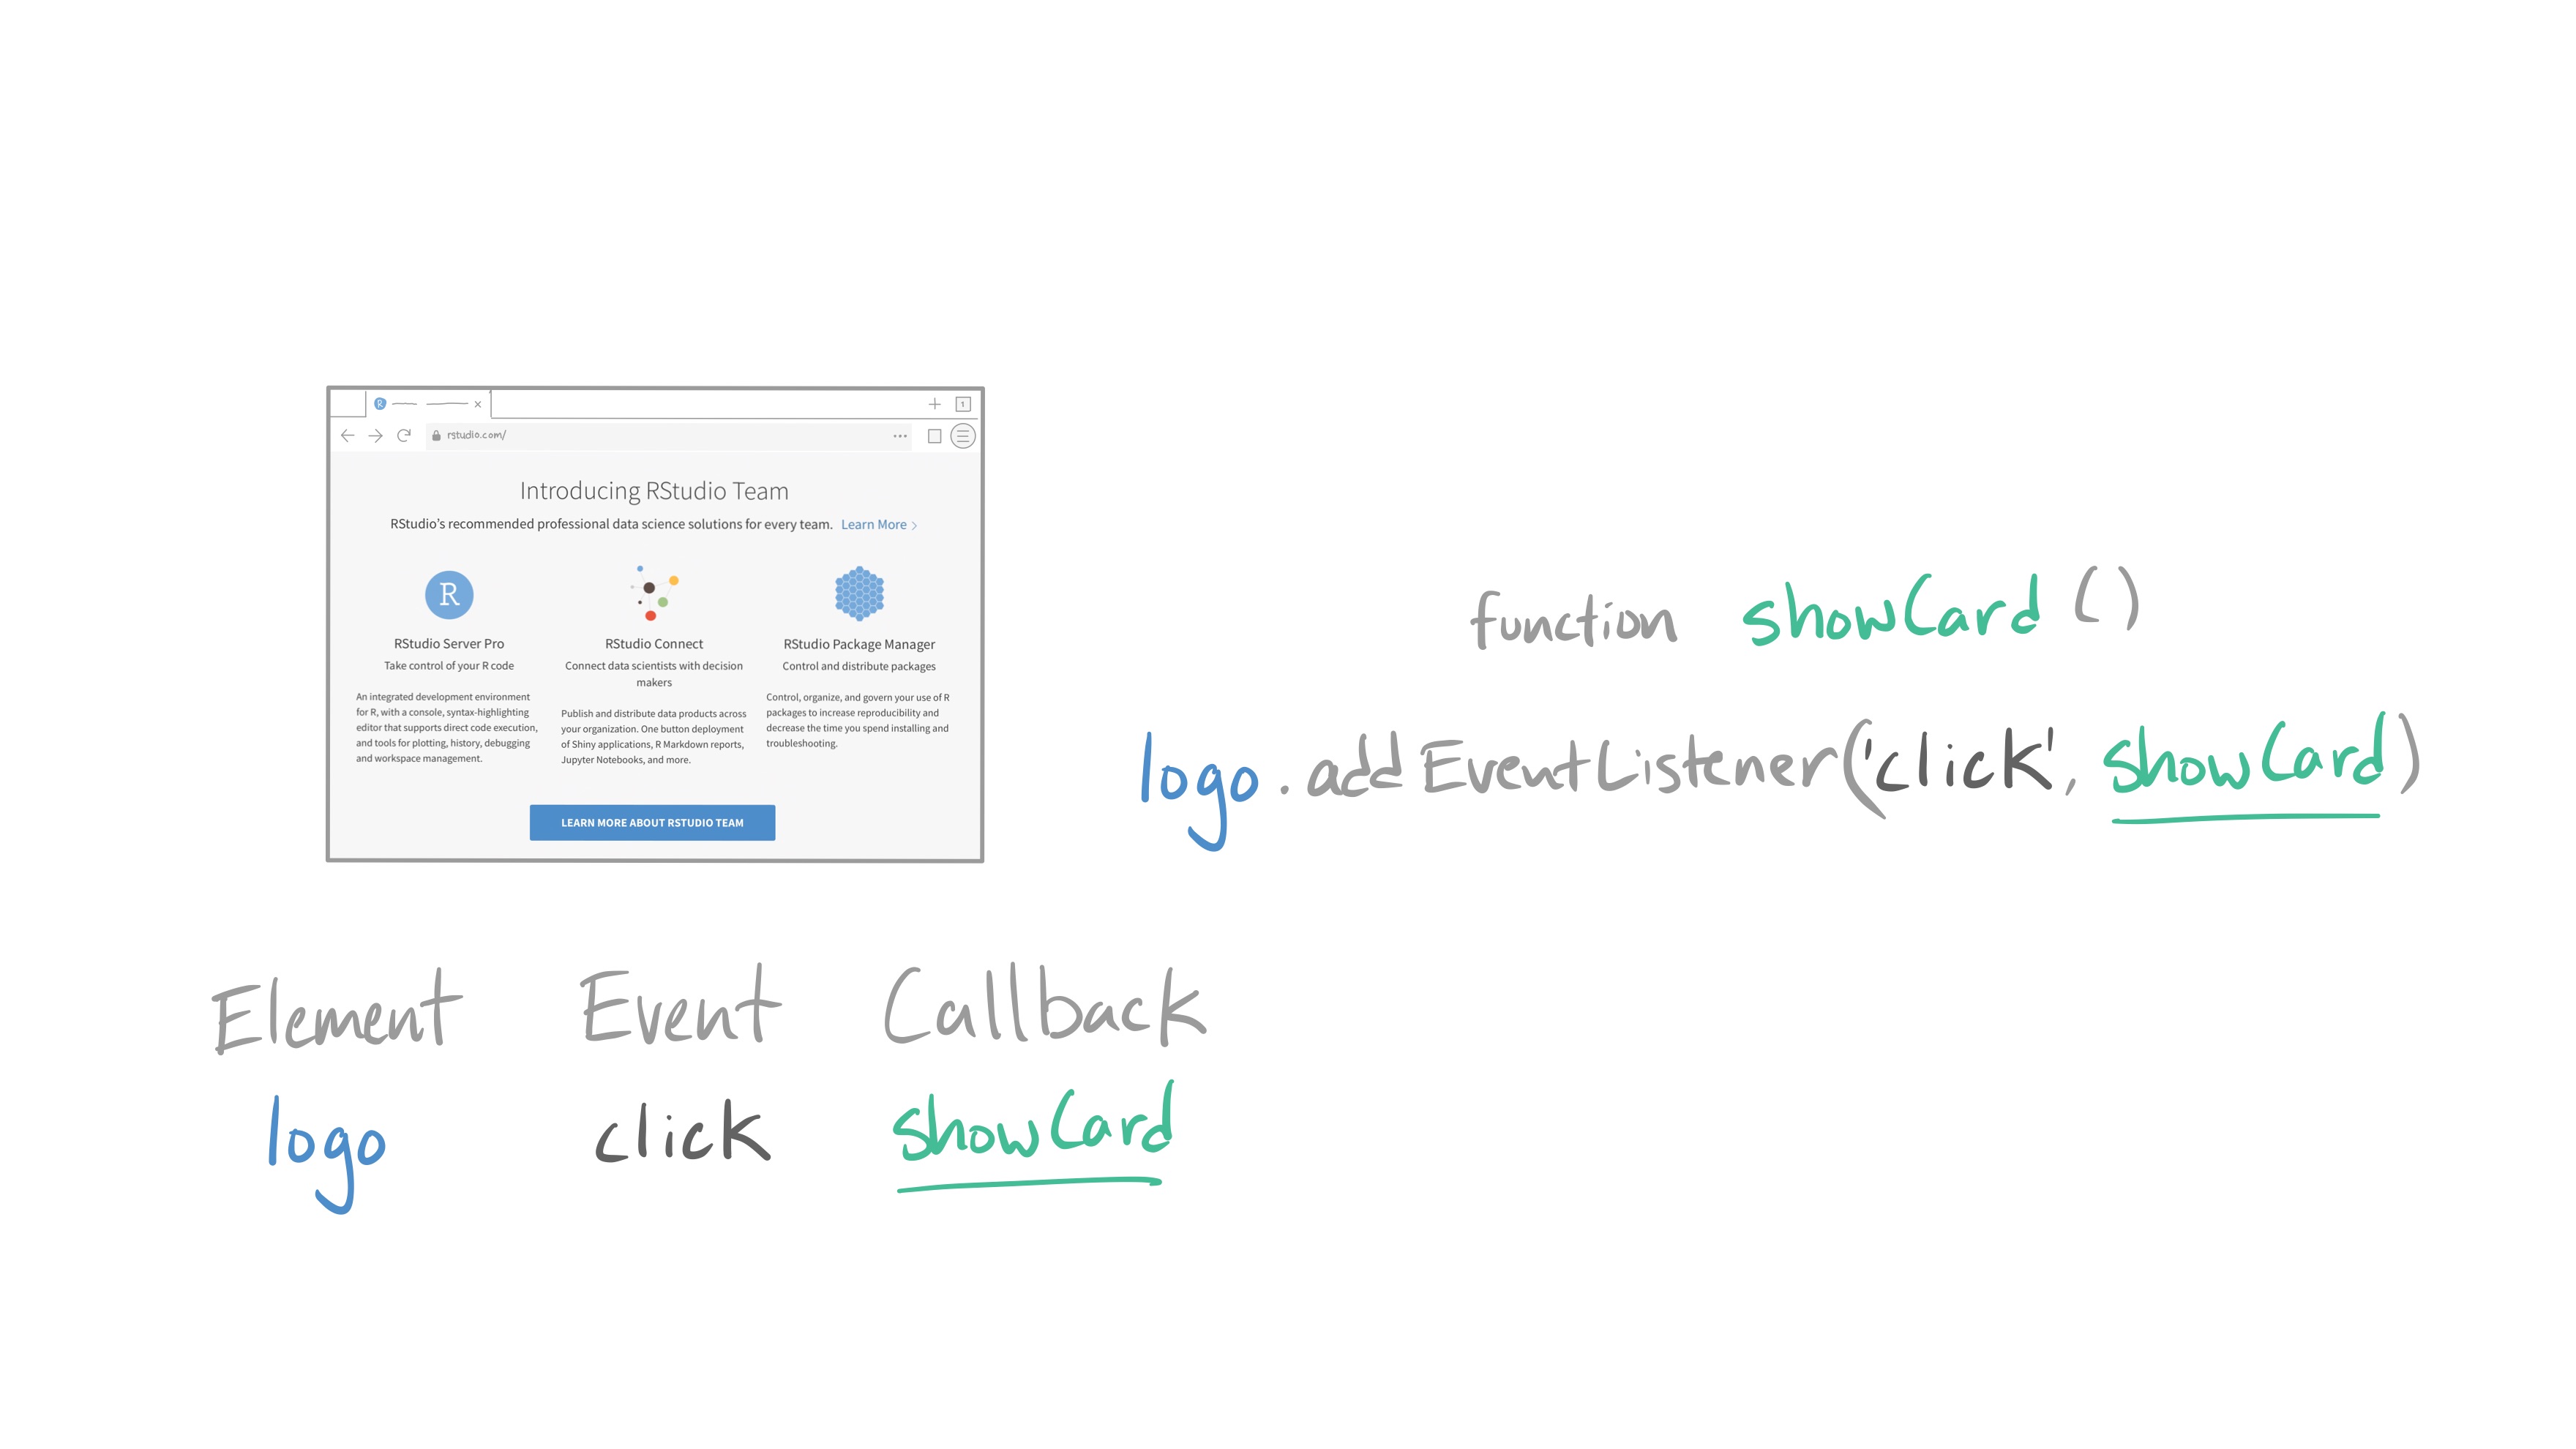 R
1
rstudio.com/
Introducing RStudio Team
RStudio's recommended professional data science solutions for every team. Learn More >
R
RStudio Server Pro
Take control of your R code
An integrated development environment
for R, with a console, syntax-highlighting
editor that supports direct code execution,
and tools for plotting, history, debugging
and workspace management.
RStudio Connect
Connect data scientists with decision
makers
Publish and distribute data products across
your organization. One button deployment
of Shiny applications, R Markdown reports,
Jupyter Notebooks, and more.
RStudio Package Manager
Control and distribute packages
Control, organize, and govern your use of R
packages to increase reproducibility and
decrease the time you spend installing and
troubleshooting.
LEARN MORE ABOUT RSTUDIO TEAM
function showCard ()
logo.addEventListener('click', showCard)
Element Event Callback
logo click showCard